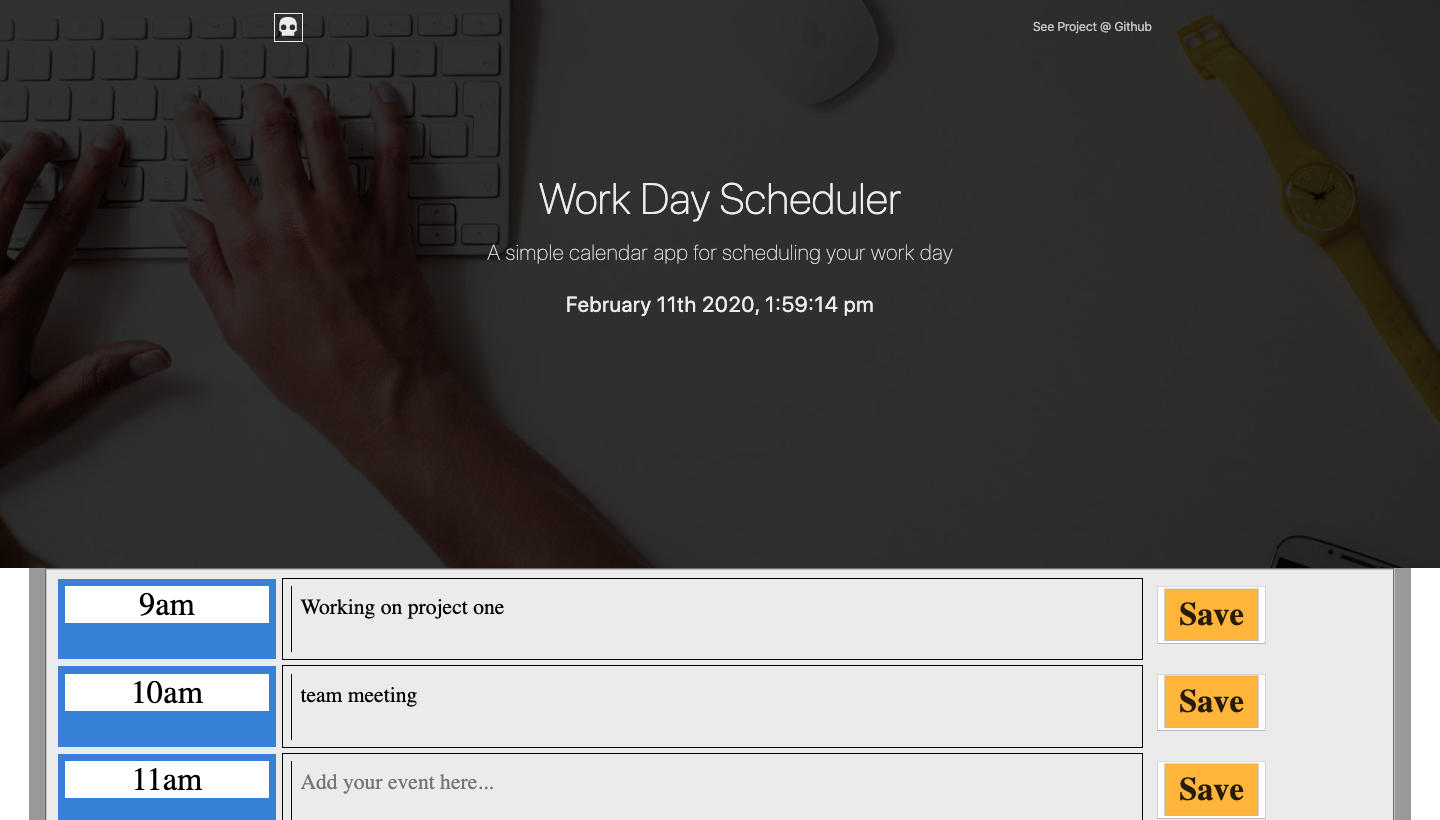 See Project @ Github
Work Day Scheduler
A simple calendar app for scheduling your work day
February 11th 2020, 1:59:14 pm
9am
Working on project one
Save
10am
team meeting
Save
11am
Add your event here...
Save